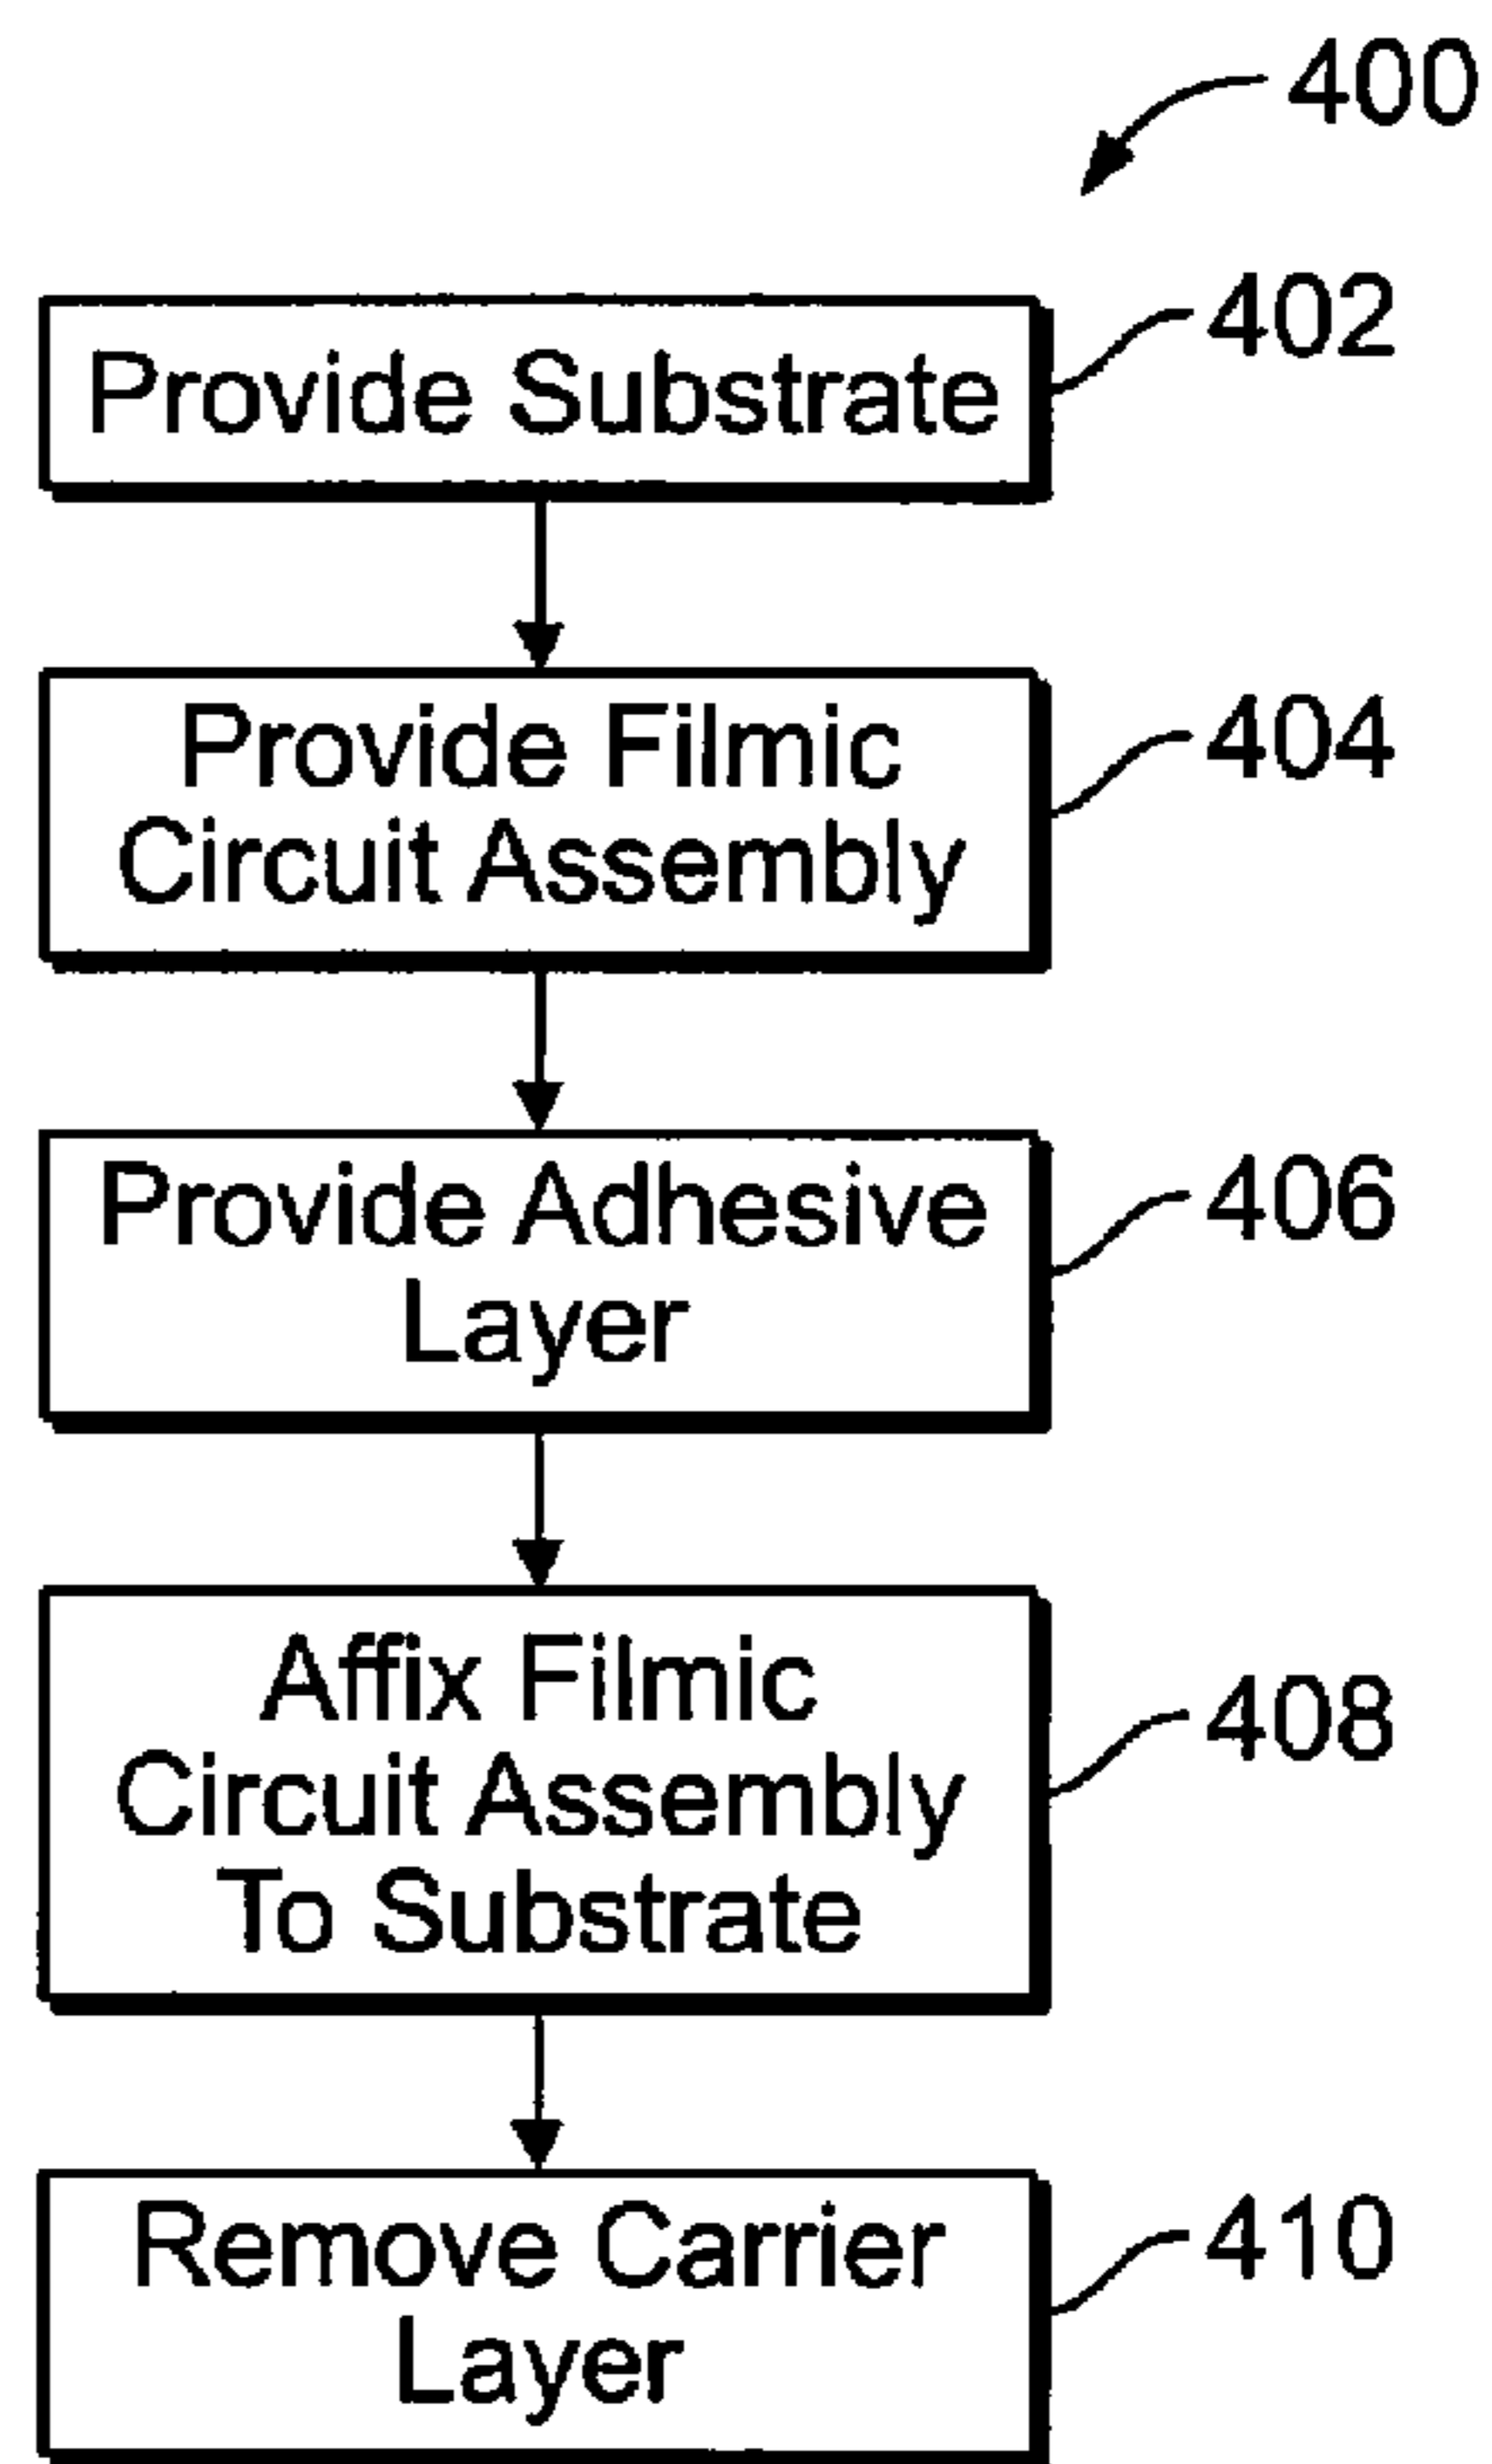 400
Provide Substrate
402
Provide Filmic
Circuit Assembly
404
Provide Adhesive
Layer
406
Affix Filmic
Circuit Assembly
To Substrate
408
Remove Carrier
Layer
410